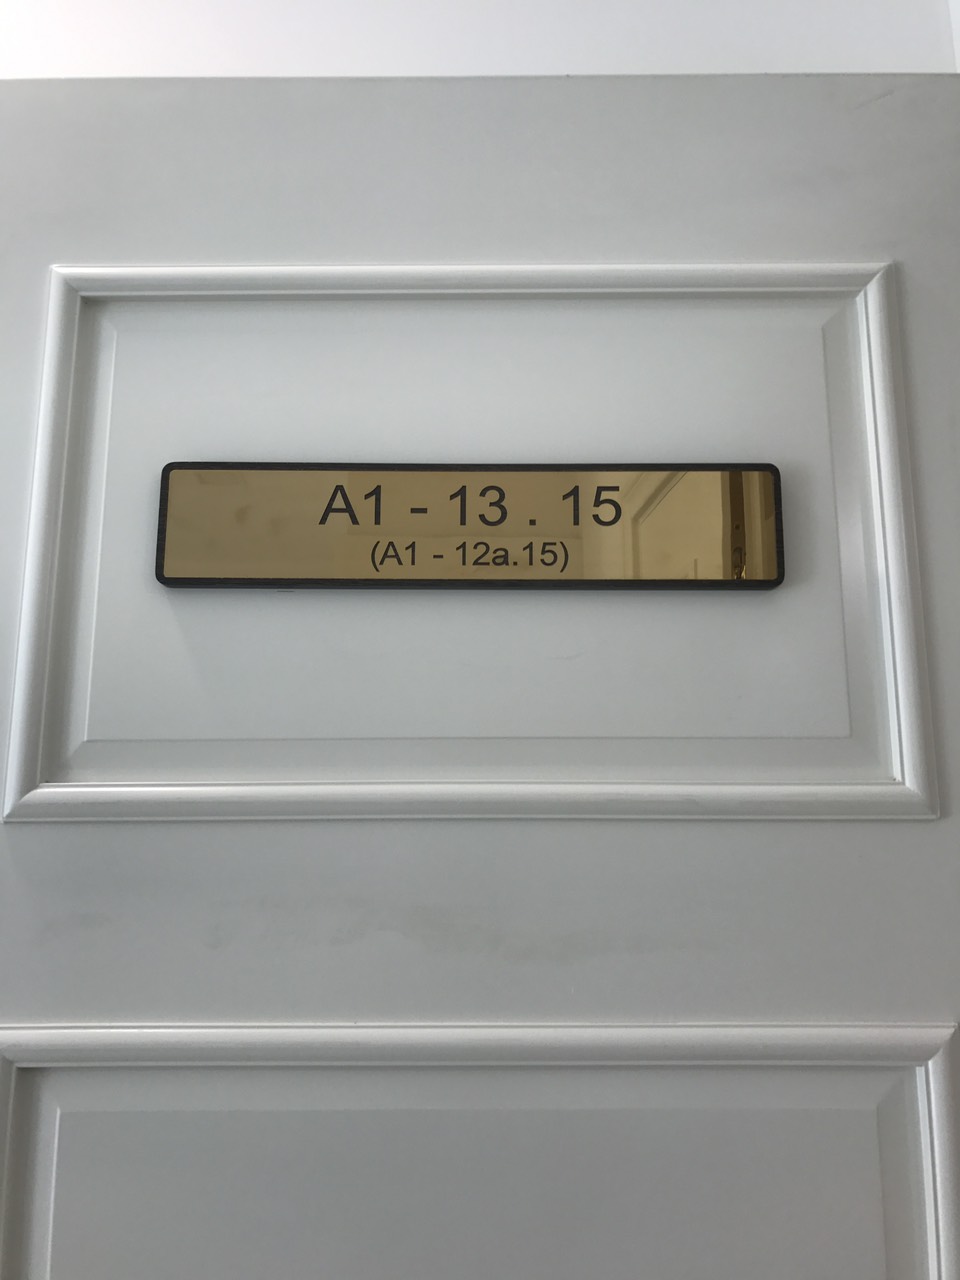 A1 - 13 . 15
(A1 - 12a.15)